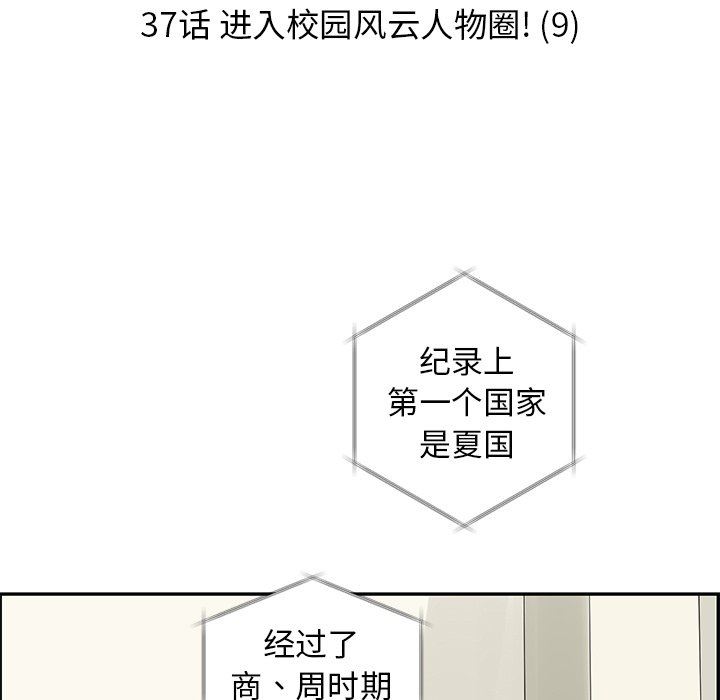 37话 进入校园风云人物圈! (9)
纪录上
第一个国家
是夏国
经过了
商、周时期